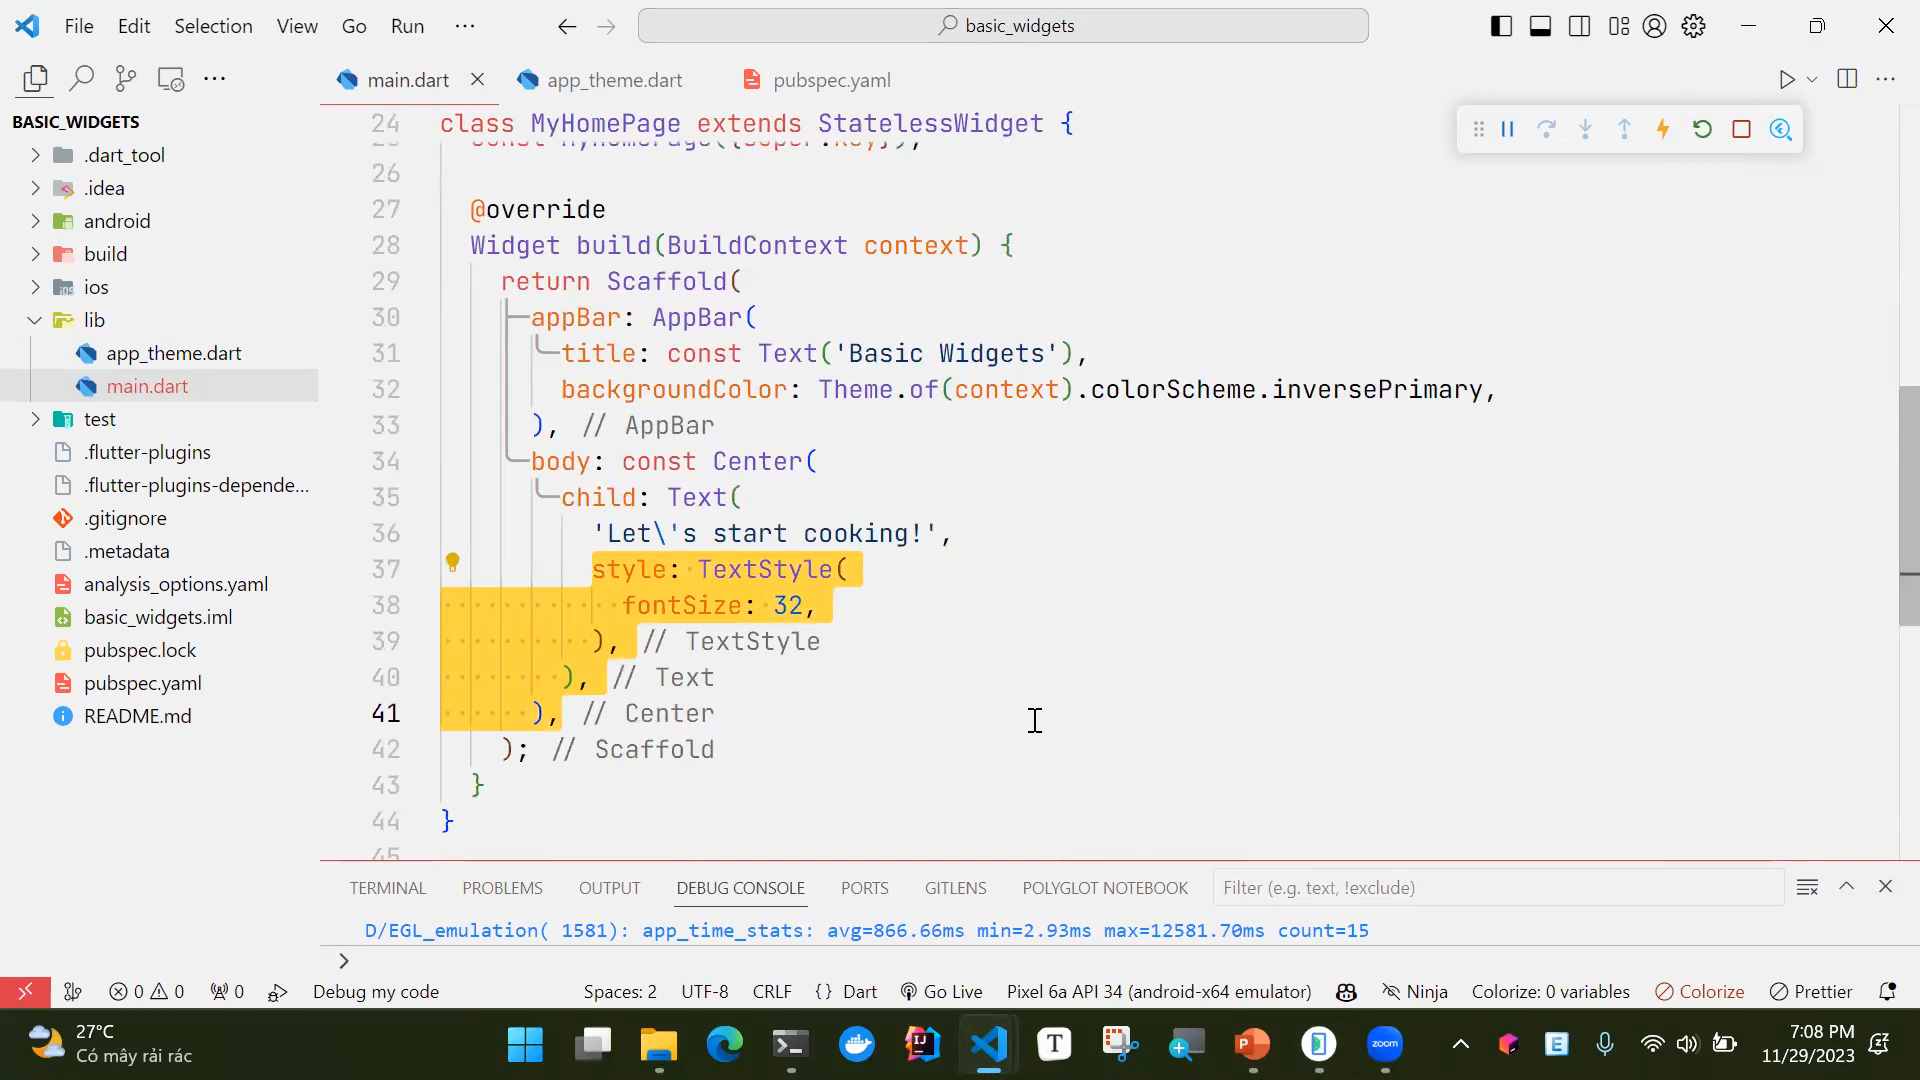 File Edit Selection View Go Run ··· basic_widgets
main.dart app_theme.dart pubspec.yaml
BASIC_WIDGETS
.dart_tool
.idea
android
build
ios
lib
app_theme.dart
main.dart
test
.flutter-plugins
.flutter-plugins-depende...
.gitignore
.metadata
analysis_options.yaml
basic_widgets.iml
pubspec.lock
pubspec.yaml
README.md
24 class MyHomePage extends StatelessWidget {
26
27 @override
28 Widget build(BuildContext context) {
29 return Scaffold(
30 appBar: AppBar(
31 title: const Text('Basic Widgets'),
32 backgroundColor: Theme.of(context).colorScheme.inversePrimary,
33 ), // AppBar
34 body: const Center(
35 child: Text(
36 'Let\'s start cooking!',
37 style: TextStyle(
38 fontSize: 32,
39 ), // TextStyle
40 ), // Text
41 ), // Center
42 ); // Scaffold
43 }
44 }
45
TERMINAL PROBLEMS OUTPUT DEBUG CONSOLE PORTS GITLENS POLYGLOT NOTEBOOK Filter (e.g. text, !exclude)
D/EGL_emulation( 1581): app_time_stats: avg=866.66ms min=2.93ms max=12581.70ms count=15
>
0 0 0 Debug my code Spaces: 2 UTF-8 CRLF {} Dart Go Live Pixel 6a API 34 (android-x64 emulator) Ninja Colorize: 0 variables Colorize Prettier
27°C
Có mây rải rác
zoom
7:08 PM
11/29/2023